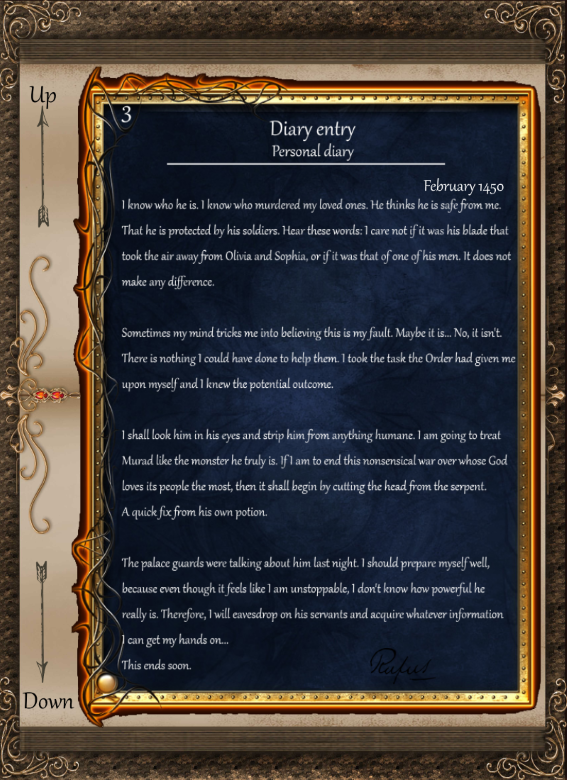 Up
3
Diary entry
Personal diary
February 1450
I know who he is. I know who murdered my loved ones. He thinks he is safe from me.
That he is protected by his soldiers. Hear these words: I care not if it was his blade that
took the air away from Olivia and Sophia, or if it was that of one of his men. It does not
make any difference.
Sometimes my mind tricks me into believing this is my fault. Maybe it is... No, it isn't.
There is nothing I could have done to help them. I took the task the Order had given me
upon myself and I knew the potential outcome.
I shall look him in his eyes and strip him from anything humane. I am going to treat
Murad like the monster he truly is. If I am to end this nonsensical war over whose God
loves its people the most, then it shall begin by cutting the head from the serpent.
A quick fix from his own potion.
The palace guards were talking about him last night. I should prepare myself well,
because even though it feels like I am unstoppable, I don't know how powerful he
really is. Therefore, I will eavesdrop on his servants and acquire whatever information
I can get my hands on...
This ends soon.
Rufus
Down